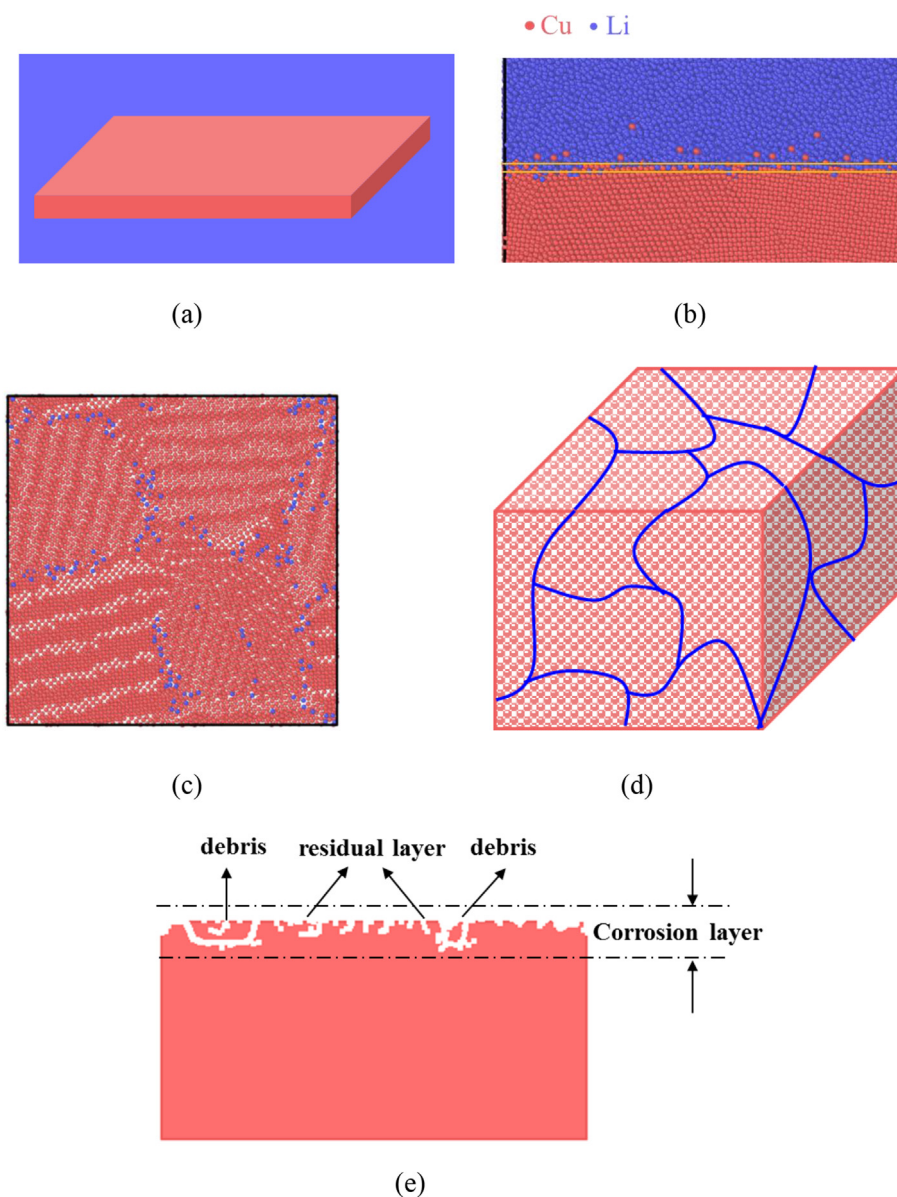 • Cu • Li
(a)
(b)
(c)
(d)
debris residual layer debris
Corrosion layer
(e)